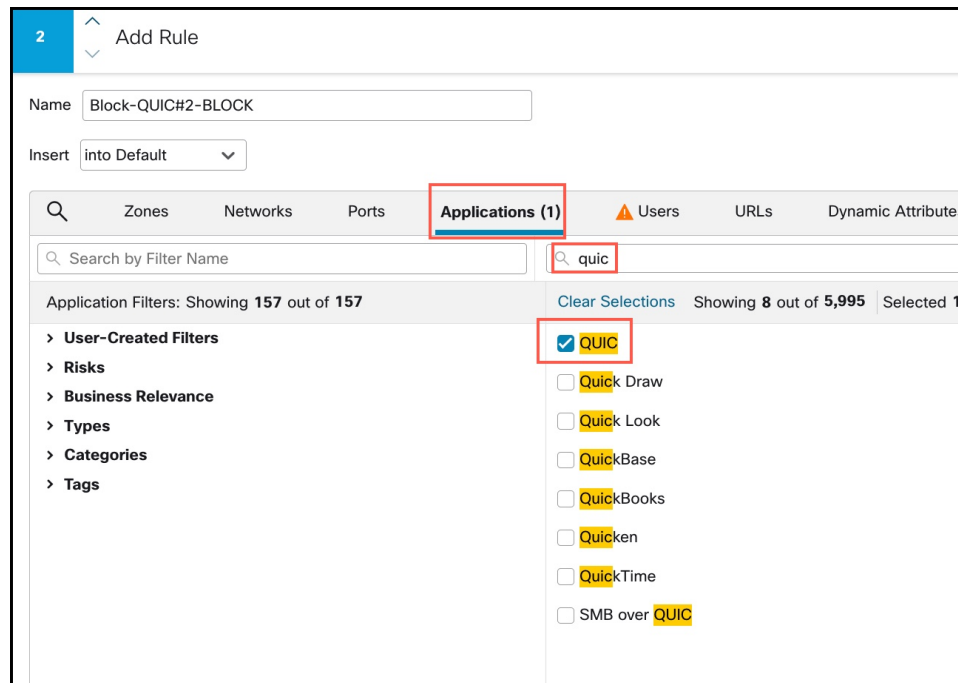 2
Add Rule
Name Block-QUIC#2-BLOCK
Insert into Default
Zones Networks Ports Applications (1) Users URLs Dynamic Attribute
Search by Filter Name
quic
Application Filters: Showing 157 out of 157
Clear Selections Showing 8 out of 5,995 Selected 1
> User-Created Filters
> Risks
> Business Relevance
> Types
> Categories
> Tags
QUIC
Quick Draw
Quick Look
QuickBase
QuickBooks
Quicken
QuickTime
SMB over QUIC